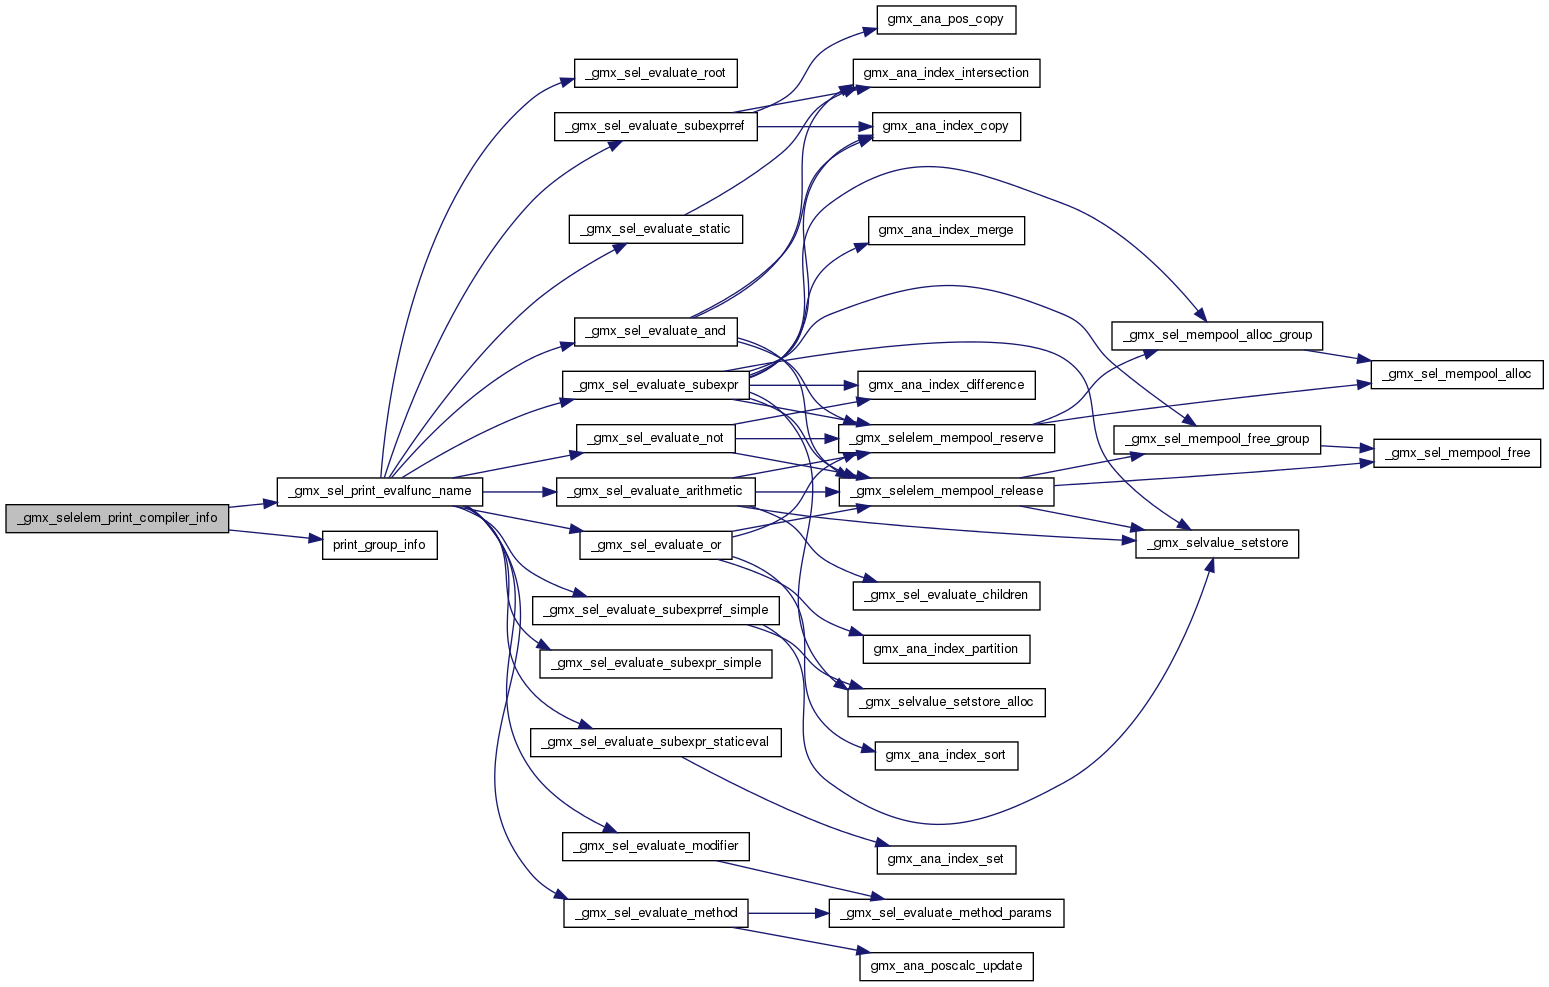 gmx_ana_pos_copy
_gmx_sel_evaluate_root
gmx_ana_index_intersection
_gmx_sel_evaluate_subexprref
gmx_ana_index_copy
_gmx_sel_evaluate_static
gmx_ana_index_merge
_gmx_sel_evaluate_and
_gmx_sel_mempool_alloc_group
_gmx_sel_mempool_alloc
_gmx_sel_evaluate_subexpr
gmx_ana_index_difference
_gmx_sel_evaluate_not
_gmx_selelem_mempool_reserve
_gmx_sel_mempool_free_group
_gmx_sel_mempool_free
_gmx_sel_print_evalfunc_name
_gmx_sel_evaluate_arithmetic
_gmx_selelem_mempool_release
_gmx_selelem_print_compiler_info
print_group_info
_gmx_sel_evaluate_or
_gmx_selvalue_setstore
_gmx_sel_evaluate_children
_gmx_sel_evaluate_subexprref_simple
gmx_ana_index_partition
_gmx_sel_evaluate_subexpr_simple
_gmx_selvalue_setstore_alloc
_gmx_sel_evaluate_subexpr_staticeval
gmx_ana_index_sort
_gmx_sel_evaluate_modifier
gmx_ana_index_set
_gmx_sel_evaluate_method
_gmx_sel_evaluate_method_params
gmx_ana_poscalc_update